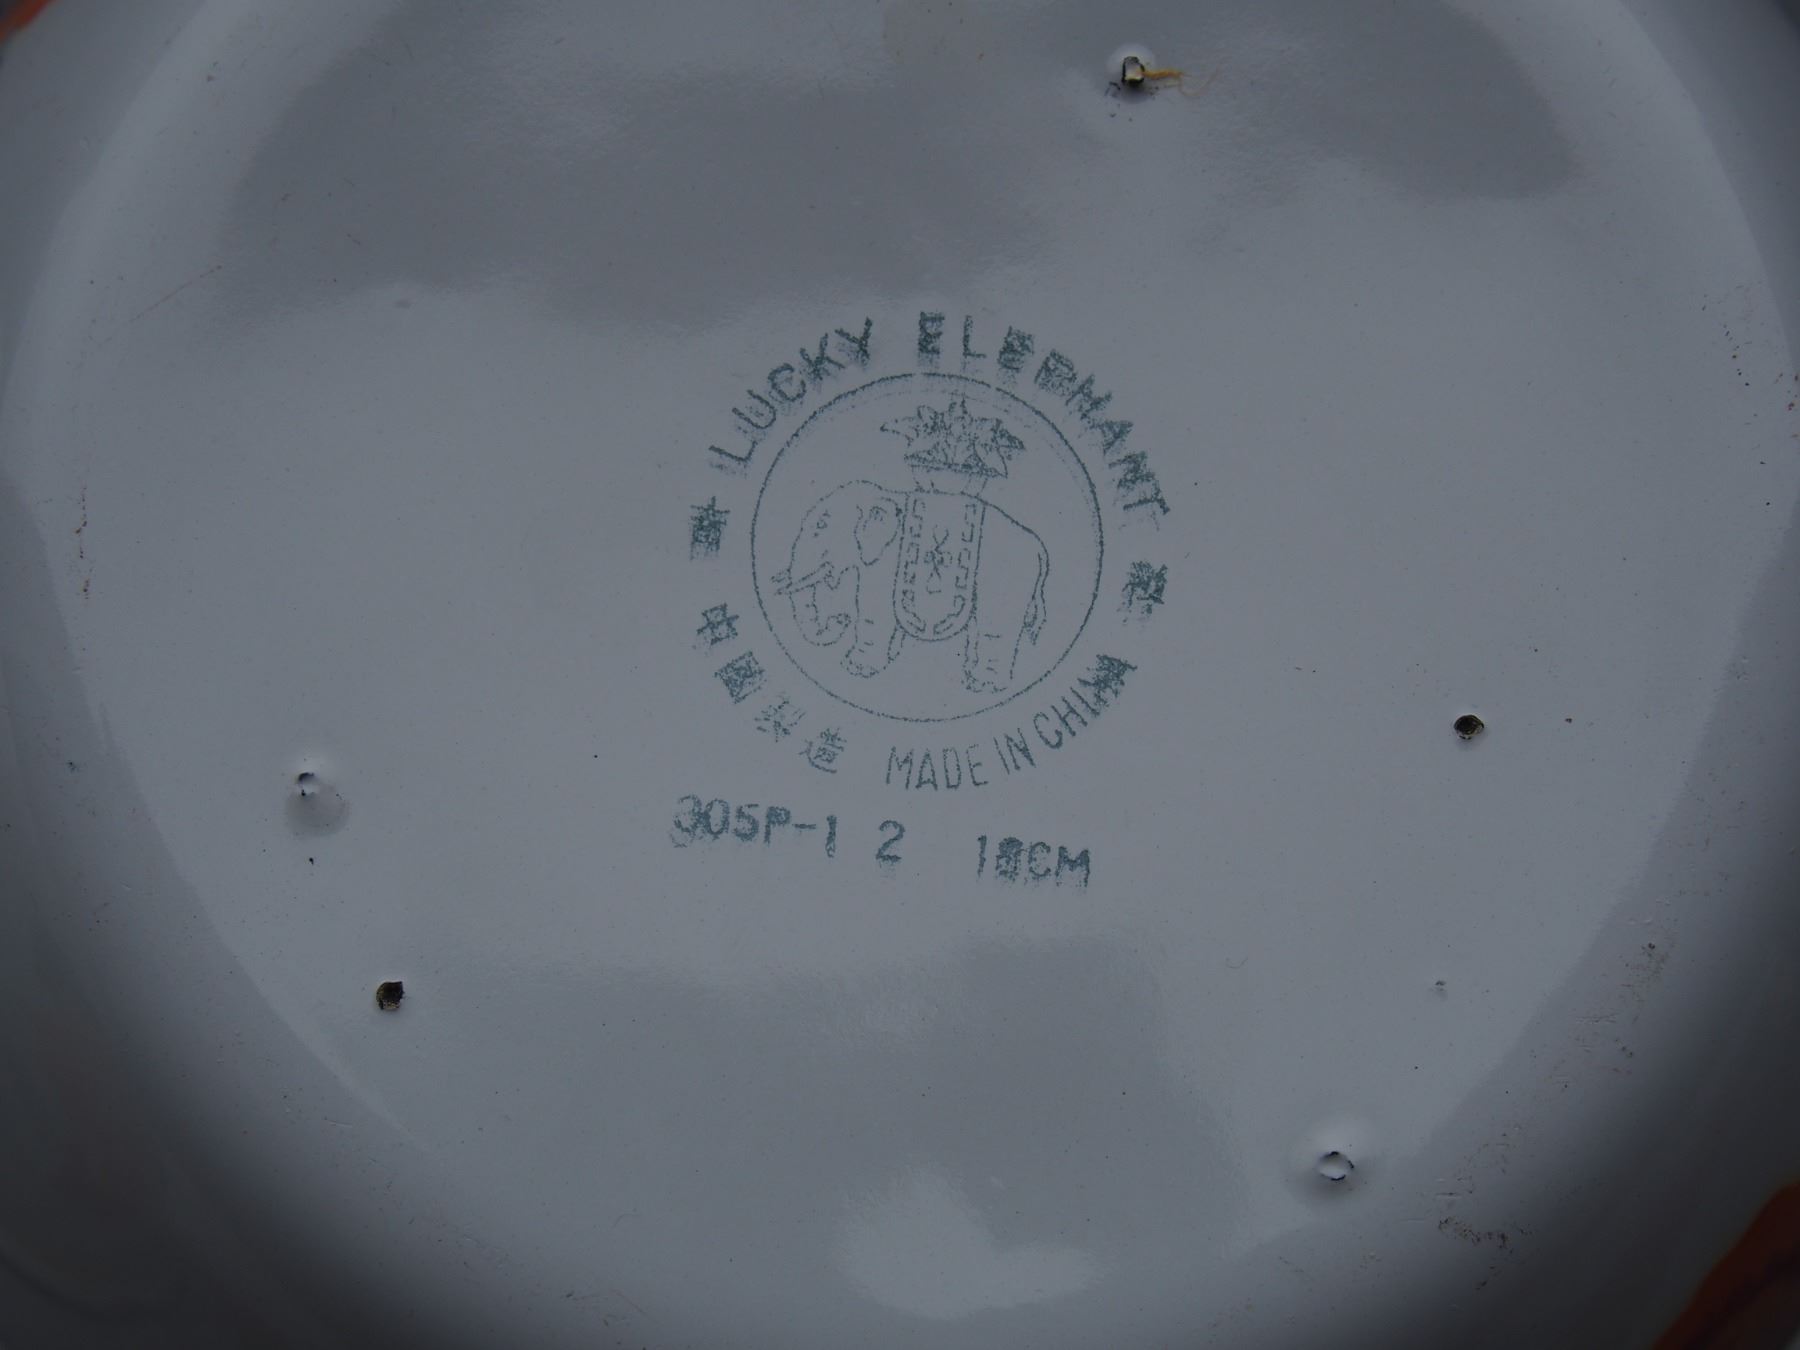 LUCKY ELEPHANT
中國製造 MADE IN CHINA
305P-1 2 18CM